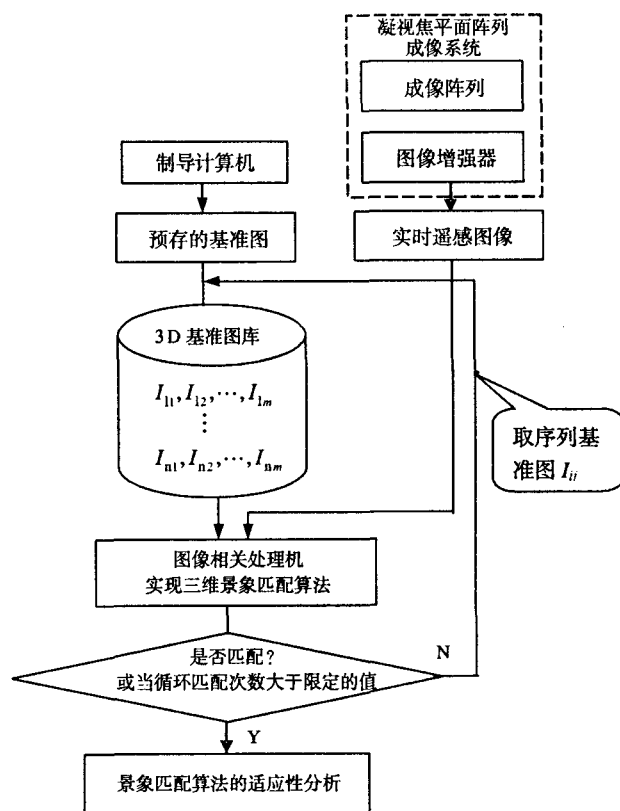 凝视焦平面阵列
成像系统
成像阵列
图像增强器
制导计算机
预存的基准图
实时遥感图像
3D 基准图库
I₁₁, I₁₂, ⋯, I₁ₘ
⋮
Iₙ₁, Iₙ₂, ⋯, Iₙₘ
取序列基
准图 Iᵢᵢ
图像相关处理机
实现三维景象匹配算法
是否匹配?
或当循环匹配次数大于限定的值
N
Y
景象匹配算法的适应性分析